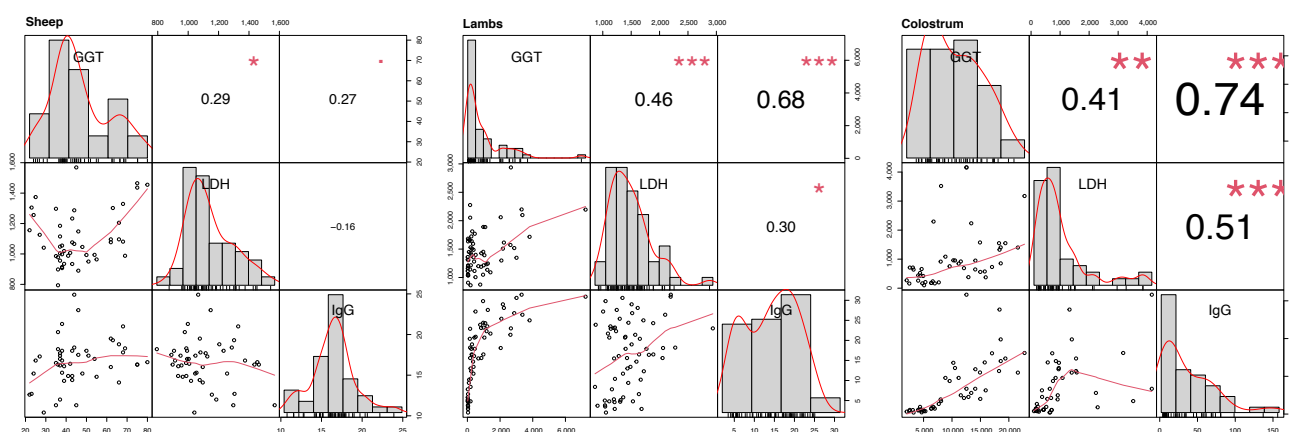 Sheep
800 1,000 1,200 1,400 1,600
GGT
*
0.29
.
0.27
80
70
60
50
40
30
20
1,600
1,400
1,200
1,000
800
LDH
−0.16
IgG
25
20
15
10
20 30 40 50 60 70 80
15 20 25
Lambs
1,000 1,500 2,000 2,500 3,000
GGT
***
0.46
***
0.68
6,000
4,000
2,000
0
3,000
2,500
2,000
1,500
1,000
LDH
*
0.30
IgG
30
25
20
15
10
5
0 2,000 4,000 6,000
5 10 15 20 25 30
Colostrum
0 1,000 2,000 3,000 4,000
GGT
**
0.41
***
0.74
4,000
3,000
2,000
1,000
0
LDH
***
0.51
IgG
5,000 10,000 15,000 20,000
0 50 100 150